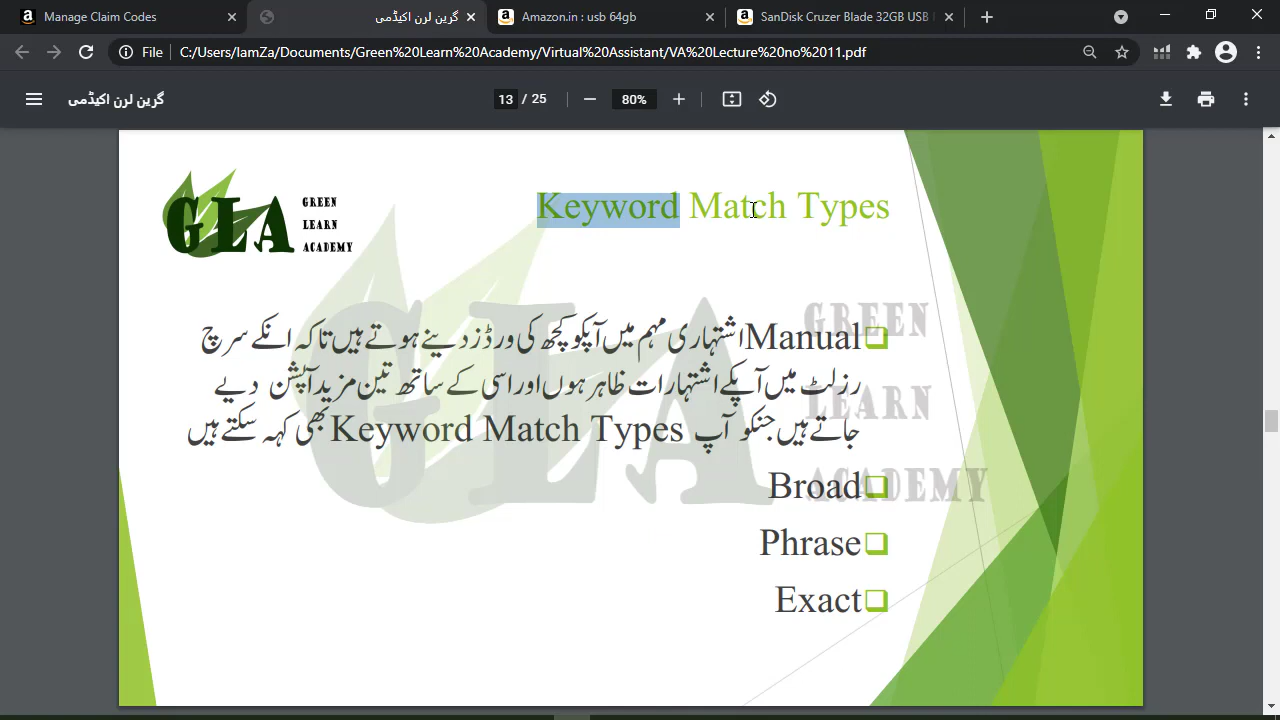 Manage Claim Codes
گرین لرن اکیڈمی
Amazon.in : usb 64gb
SanDisk Cruzer Blade 32GB USB
File
C:/Users/IamZa/Documents/Green%20Learn%20Academy/Virtual%20Assistant/VA%20Lecture%20no%2011.pdf
گرین لرن اکیڈمی
13 / 25
80%
GLA
GREEN
LEARN
ACADEMY
Keyword Match Types
GLA
GREEN
LEARN
ACADEMY
Manual اشتہاری مہم میں آپکو کچھ کی ورڈز دینے ہوتے ہیں تاکہ انکے سرچ
رزلٹ میں آپکے اشتہارات ظاہر ہوں اور اسی کے ساتھ تین مزید آپشن دیے
جاتے ہیں جنکو آپ Keyword Match Types بھی کہہ سکتے ہیں
Broad
Phrase
Exact